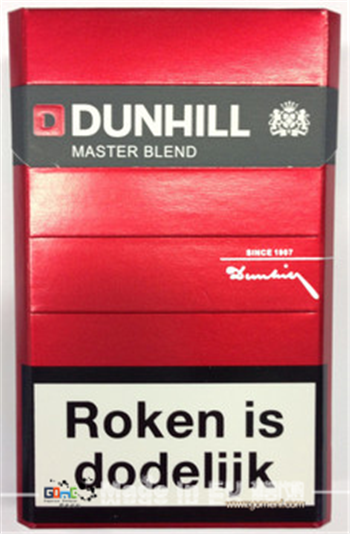 DUNHILL
MASTER BLEND
SINCE 1907
Dunhill
Roken is
dodelijk